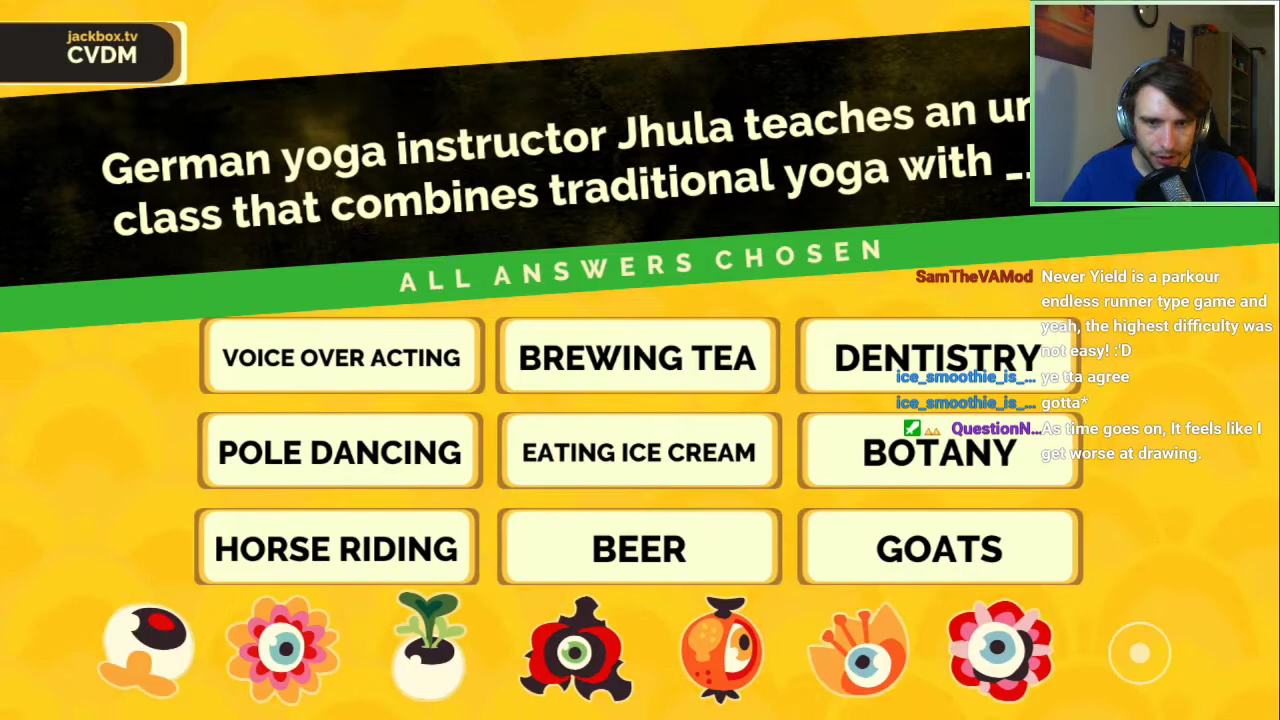 jackbox.tv
CVDM
German yoga instructor Jhula teaches an
class that combines traditional yoga with
ALL ANSWERS CHOSEN
VOICE OVER ACTING
BREWING TEA
DENTISTRY
POLE DANCING
EATING ICE CREAM
BOTANY
HORSE RIDING
BEER
GOATS
SamTheVAMod Never Yield is a parkour
endless runner type game and
yeah, the highest difficulty was
not easy! :'D
ice_smoothie_is_... ye tta agree
ice_smoothie_is_... gotta*
QuestionN... As time goes on, It feels like I
get worse at drawing.